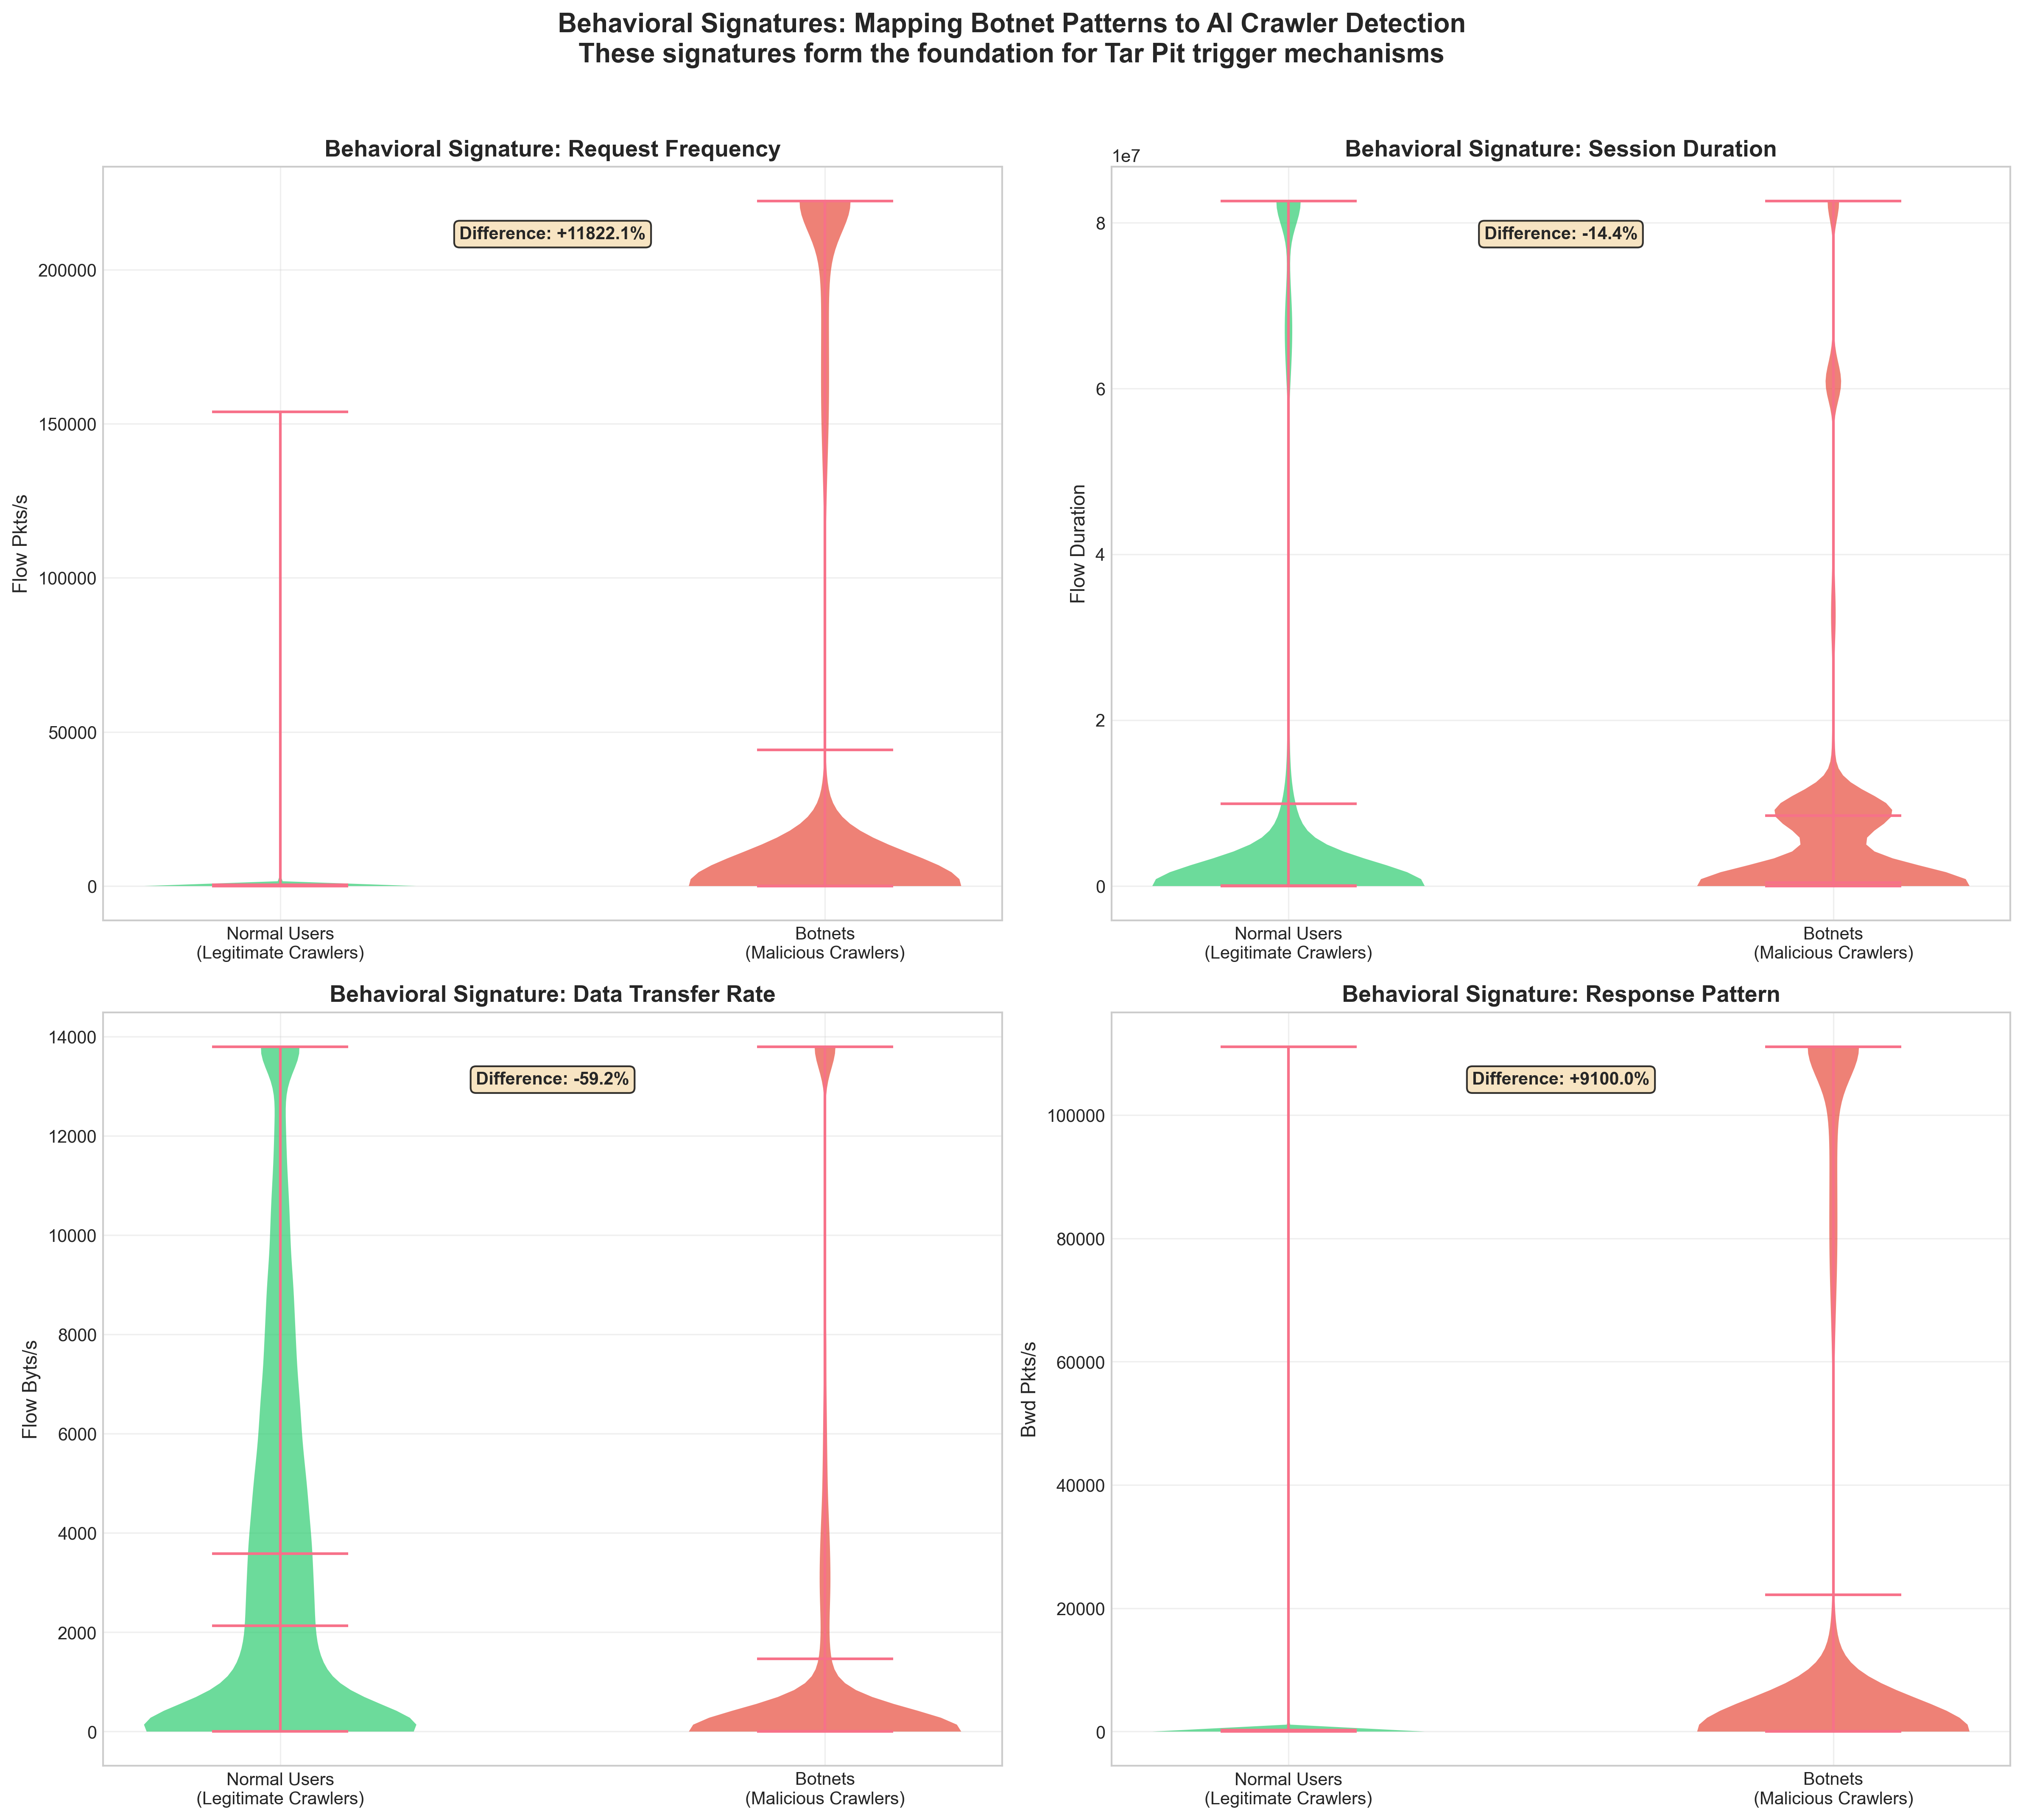 Behavioral Signatures: Mapping Botnet Patterns to AI Crawler Detection
These signatures form the foundation for Tar Pit trigger mechanisms
Behavioral Signature: Request Frequency
Difference: +11822.1%
Flow Pkts/s
200000
150000
100000
50000
0
Normal Users
(Legitimate Crawlers)
Botnets
(Malicious Crawlers)
Behavioral Signature: Session Duration
1e7
Difference: -14.4%
Flow Duration
8
6
4
2
0
Normal Users
(Legitimate Crawlers)
Botnets
(Malicious Crawlers)
Behavioral Signature: Data Transfer Rate
Difference: -59.2%
Flow Byts/s
14000
12000
10000
8000
6000
4000
2000
0
Normal Users
(Legitimate Crawlers)
Botnets
(Malicious Crawlers)
Behavioral Signature: Response Pattern
Difference: +9100.0%
Bwd Pkts/s
100000
80000
60000
40000
20000
0
Normal Users
(Legitimate Crawlers)
Botnets
(Malicious Crawlers)